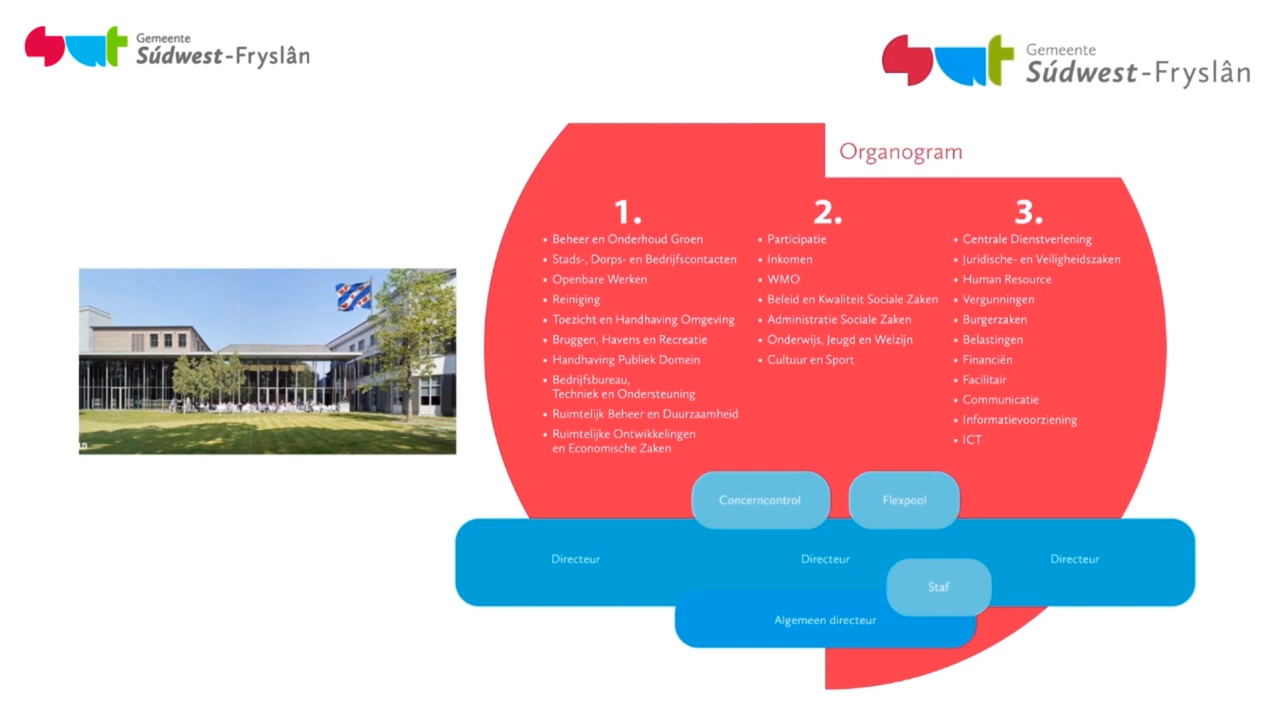 Gemeente
Súdwest-Fryslân
Gemeente
Súdwest-Fryslân
Organogram
1.
• Beheer en Onderhoud Groen
• Stads-, Dorps- en Bedrijfscontacten
• Openbare Werken
• Reiniging
• Toezicht en Handhaving Omgeving
• Bruggen, Havens en Recreatie
• Handhaving Publiek Domein
• Bedrijfsbureau,
Techniek en Ondersteuning
• Ruimtelijk Beheer en Duurzaamheid
• Ruimtelijke Ontwikkelingen
en Economische Zaken
2.
• Participatie
• Inkomen
• WMO
• Beleid en Kwaliteit Sociale Zaken
• Administratie Sociale Zaken
• Onderwijs, Jeugd en Welzijn
• Cultuur en Sport
3.
• Centrale Dienstverlening
• Juridische- en Veiligheidszaken
• Human Resource
• Vergunningen
• Burgerzaken
• Belastingen
• Financiën
• Facilitair
• Communicatie
• Informatievoorziening
• ICT
Concerncontrol
Flexpool
Directeur
Directeur
Directeur
Staf
Algemeen directeur